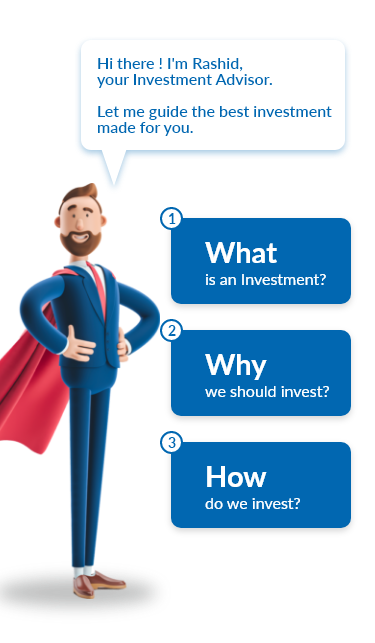 Hi there ! I'm Rashid,
your Investment Advisor.
Let me guide the best investment
made for you.
1
What
is an Investment?
2
Why
we should invest?
3
How
do we invest?